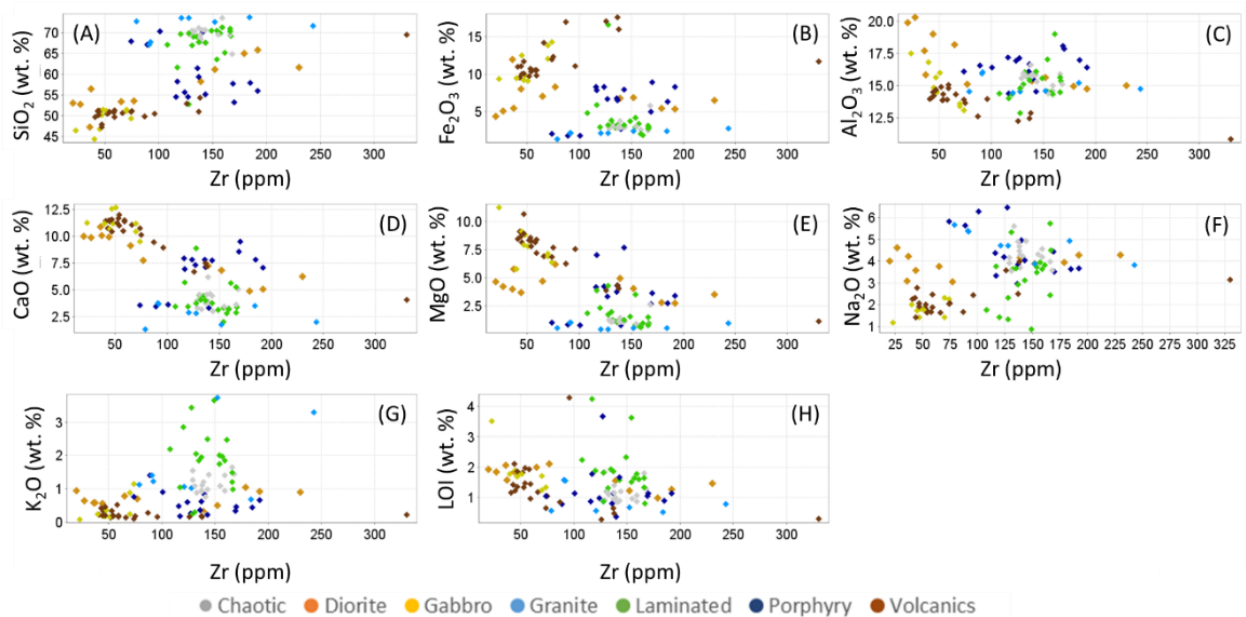 (A)
SiO2 (wt. %)
70
65
60
55
50
45
50 100 150 200 250 300
Zr (ppm)
(B)
Fe2O3 (wt. %)
15
10
5
50 100 150 200 250 300
Zr (ppm)
(C)
Al2O3 (wt. %)
20.0
17.5
15.0
12.5
50 100 150 200 250 300
Zr (ppm)
(D)
CaO (wt. %)
12.5
10.0
7.5
5.0
2.5
50 100 150 200 250 300
Zr (ppm)
(E)
MgO (wt. %)
10.0
7.5
5.0
2.5
50 100 150 200 250 300
Zr (ppm)
(F)
Na2O (wt. %)
6
5
4
3
2
1
25 50 75 100 125 150 175 200 225 250 275 300 325
Zr (ppm)
(G)
K2O (wt. %)
3
2
1
0
50 100 150 200 250 300
Zr (ppm)
(H)
LOI (wt. %)
4
3
2
1
50 100 150 200 250 300
Zr (ppm)
Chaotic Diorite Gabbro Granite Laminated Porphyry Volcanics